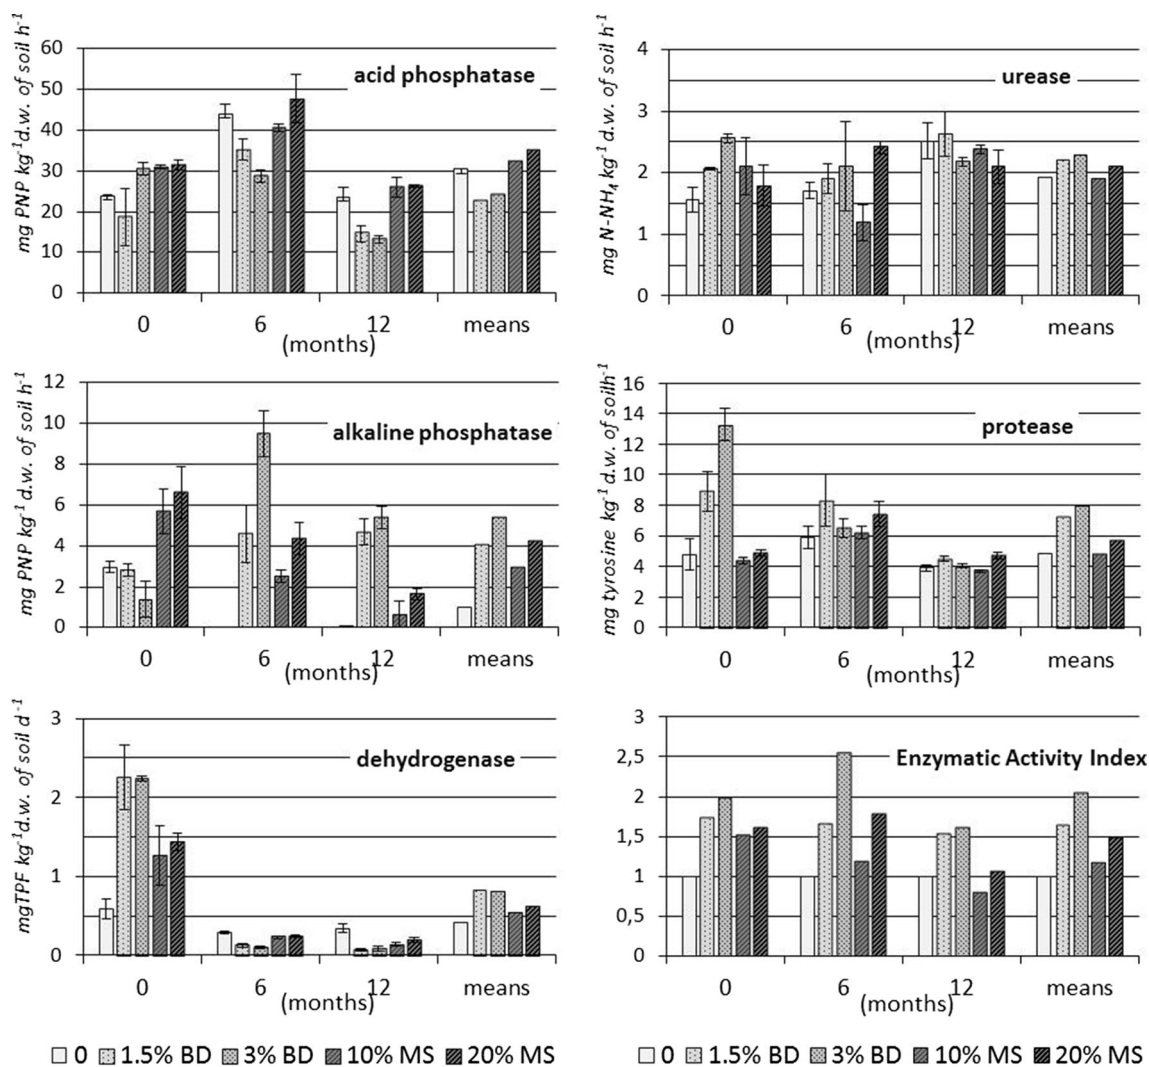 mg PNP kg⁻¹d.w. of soil h⁻¹
60
50
40
30
20
10
0
acid phosphatase
0 6 12 means
(months)
mg N-NH₄ kg⁻¹ d.w. of soil h⁻¹
4
3
2
1
0
urease
0 6 12 means
(months)
mg PNP kg⁻¹ d.w. of soil h⁻¹
12
10
8
6
4
2
0
alkaline phosphatase
0 6 12 means
(months)
mg tyrosine kg⁻¹ d.w. of soilh⁻¹
16
14
12
10
8
6
4
2
0
protease
0 6 12 means
(months)
mgTPF kg⁻¹d.w. of soil d⁻¹
3
2
1
0
dehydrogenase
0 6 12 means
(months)
3
2,5
2
1,5
1
0,5
0
Enzymatic Activity Index
0 6 12 means
(months)
0 1.5% BD 3% BD 10% MS 20% MS
0 1.5% BD 3% BD 10% MS 20% MS